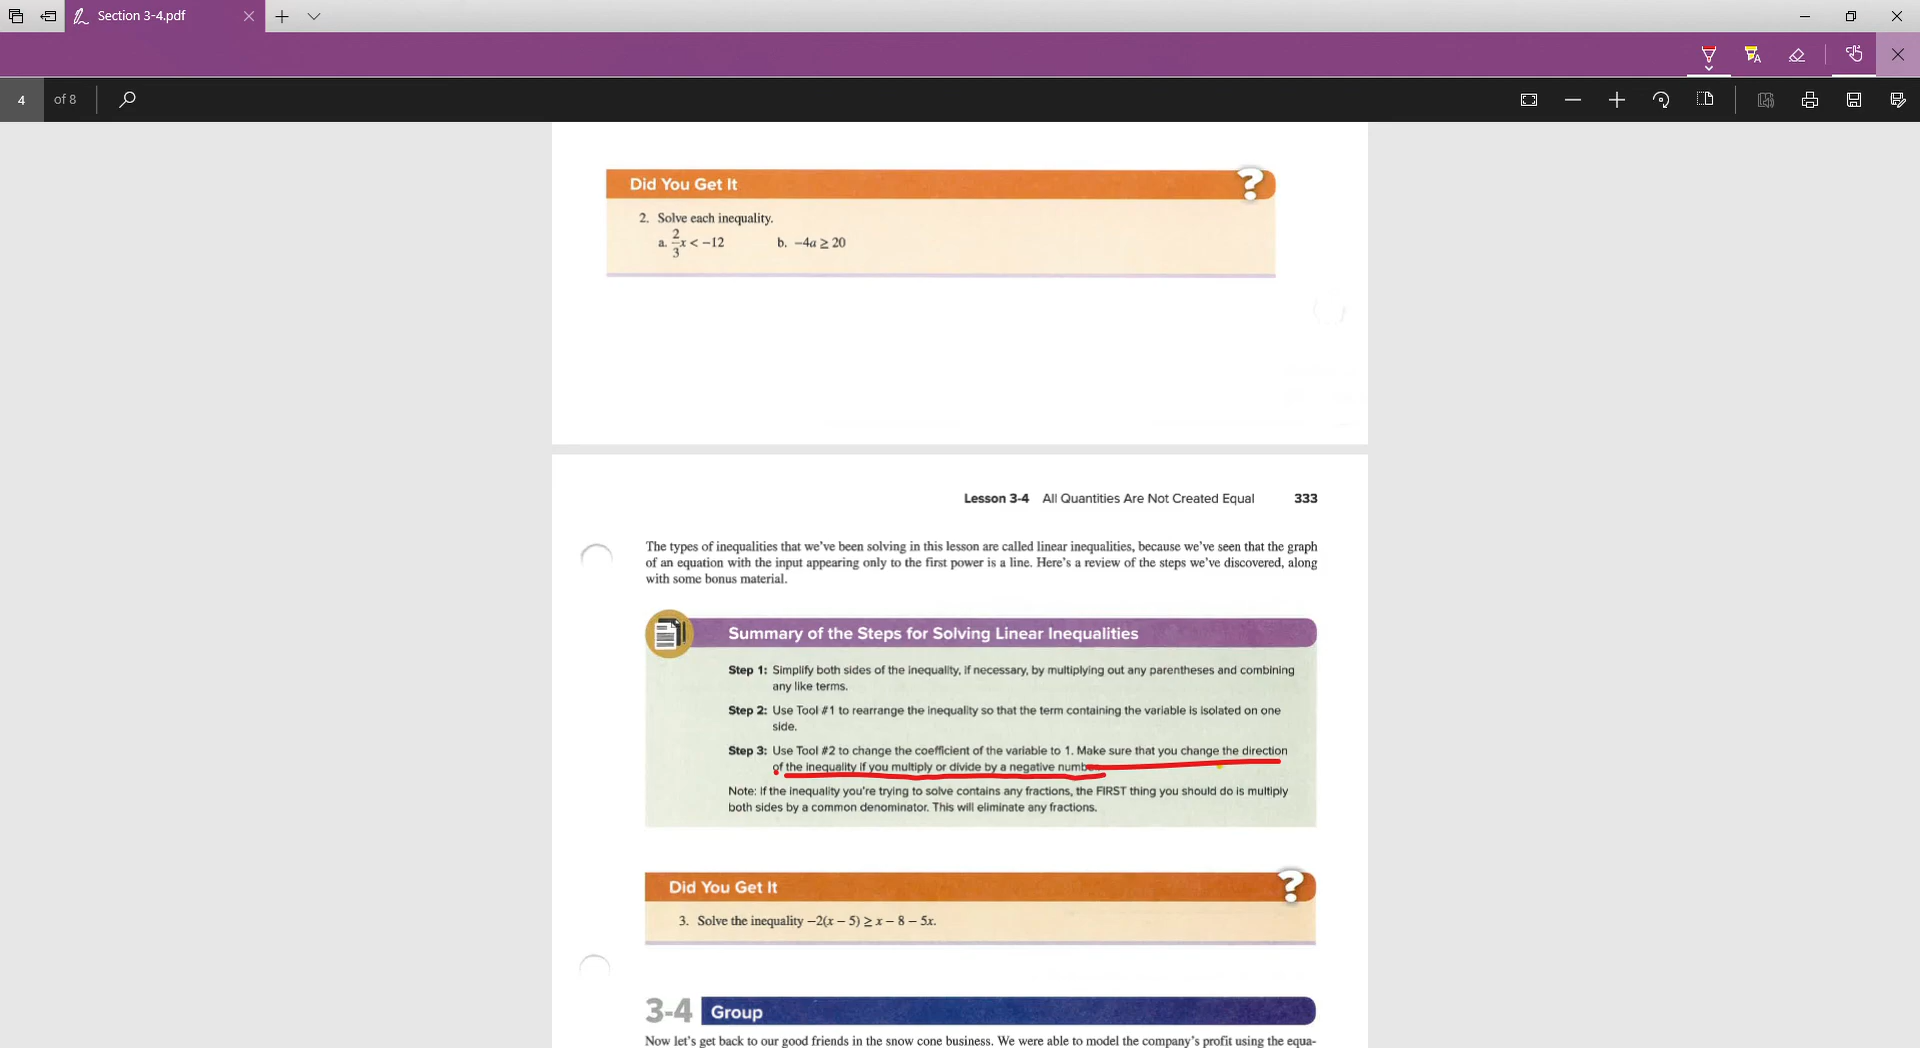 Section 3-4.pdf
4 of 8
Did You Get It ?
2. Solve each inequality.
a. 2/3 x < −12 b. −4a ≥ 20
Lesson 3-4 All Quantities Are Not Created Equal 333
The types of inequalities that we've been solving in this lesson are called linear inequalities, because we've seen that the graph
of an equation with the input appearing only to the first power is a line. Here's a review of the steps we've discovered, along
with some bonus material.
Summary of the Steps for Solving Linear Inequalities
Step 1: Simplify both sides of the inequality, if necessary, by multiplying out any parentheses and combining
any like terms.
Step 2: Use Tool #1 to rearrange the inequality so that the term containing the variable is isolated on one
side.
Step 3: Use Tool #2 to change the coefficient of the variable to 1. Make sure that you change the direction
of the inequality if you multiply or divide by a negative
Note: If the inequality you're trying to solve contains any fractions, the FIRST thing you should do is multiply
both sides by a common denominator. This will eliminate any fractions.
Did You Get It ?
3. Solve the inequality −2(x − 5) ≥ x − 8 − 5x.
3-4 Group
Now let's get back to our good friends in the snow cone business. We were able to model the company's profit using the equa-